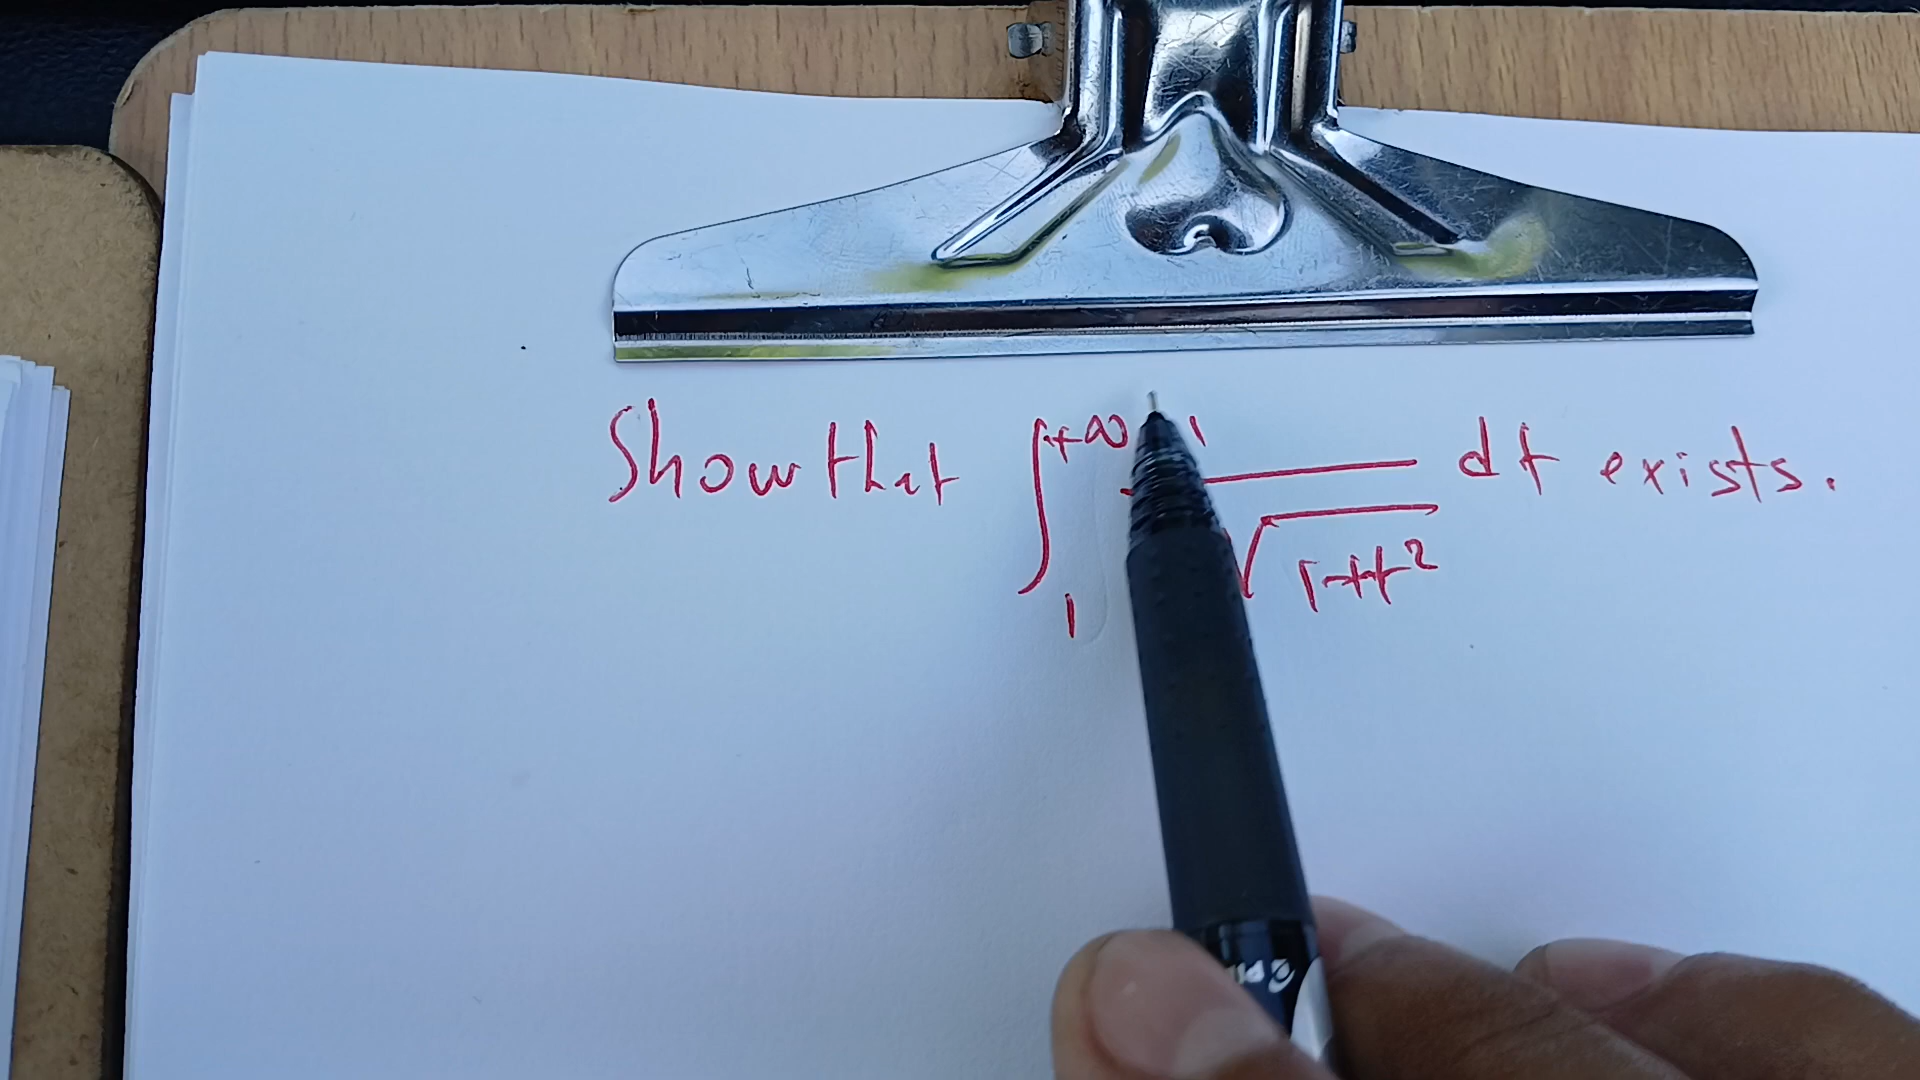 Show that ∫₁^{+∞} 1/√(1+t²) dt exists.